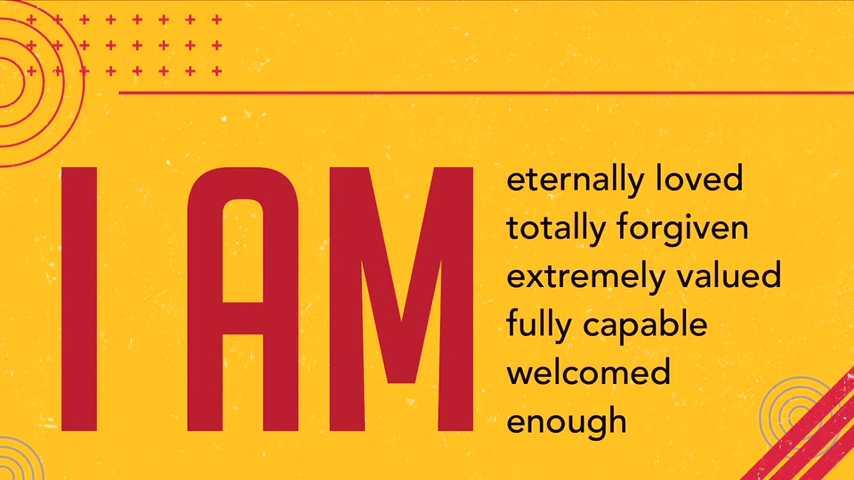 I AM
eternally loved
totally forgiven
extremely valued
fully capable
welcomed
enough